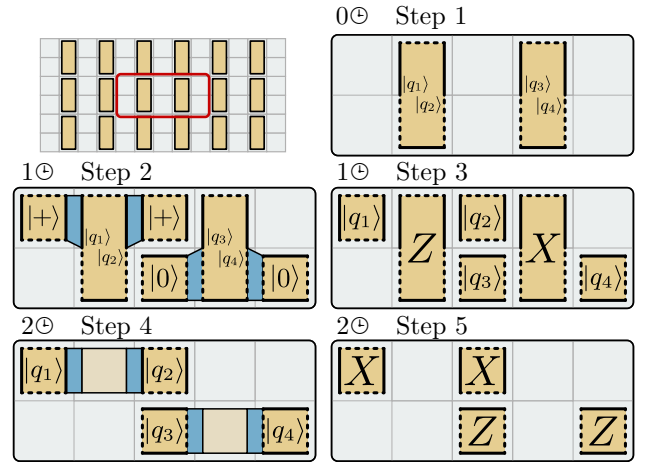 0 Step 1
|q₁⟩ |q₃⟩
|q₂⟩ |q₄⟩
1 Step 2
|+⟩ |+⟩
|q₁⟩ |q₃⟩
|q₂⟩ |q₄⟩
|0⟩ |0⟩
1 Step 3
|q₁⟩ |q₂⟩
Z X
|q₃⟩ |q₄⟩
2 Step 4
|q₁⟩ |q₂⟩
|q₃⟩ |q₄⟩
2 Step 5
X X
Z Z